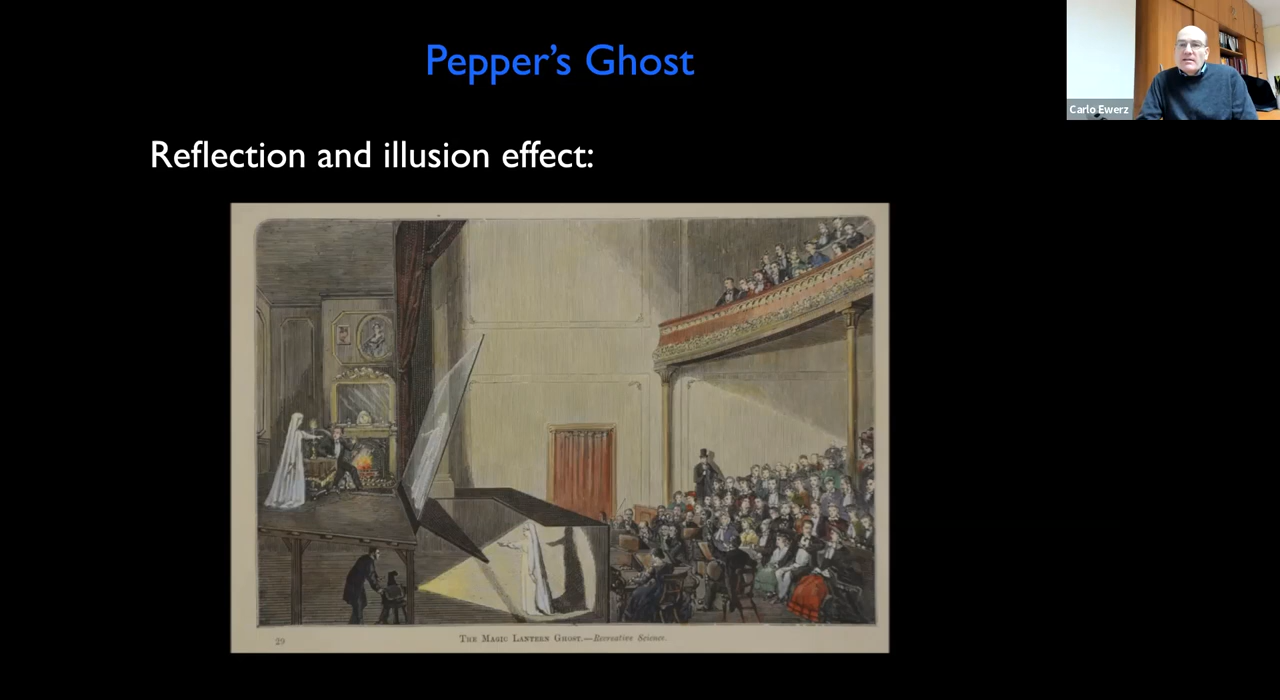 Pepper’s Ghost
Carlo Ewerz
Reflection and illusion effect:
29
The Magic Lantern Ghost.—Recreative Science.